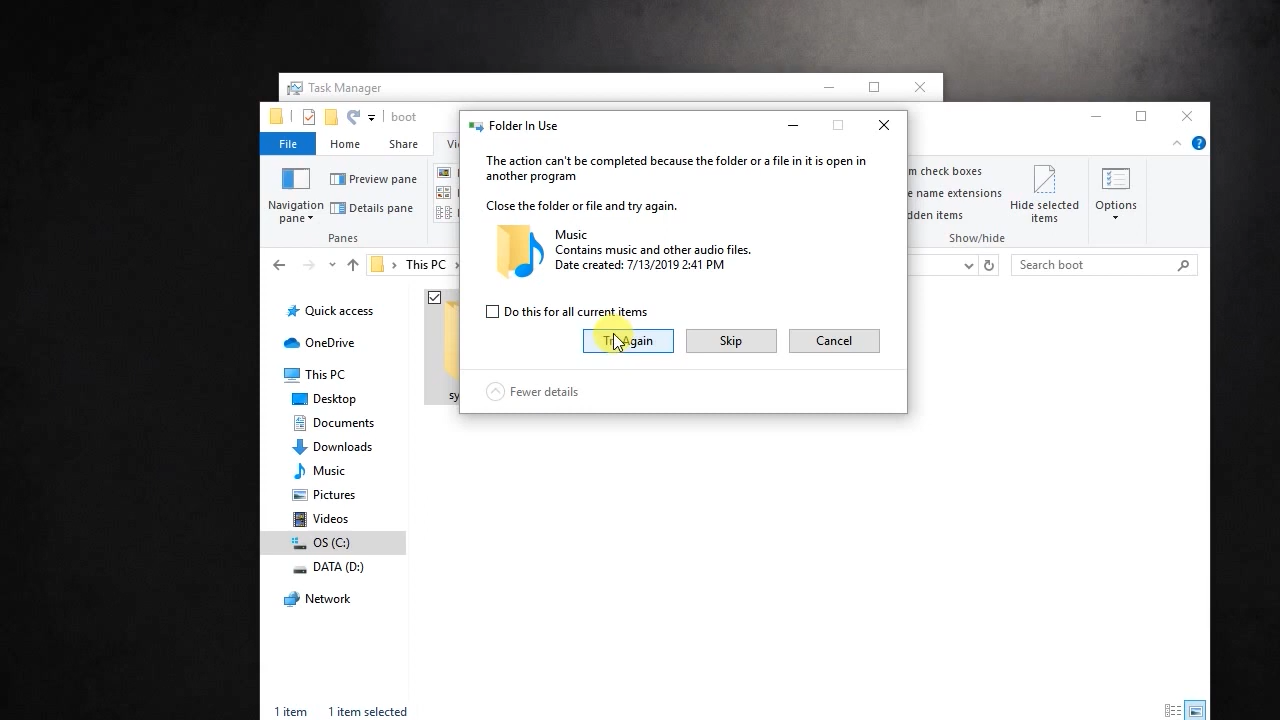 Task Manager
boot
Folder In Use
File
Home
Share
The action can't be completed because the folder or a file in it is open in
another program
Close the folder or file and try again.
Music
Contains music and other audio files.
Date created: 7/13/2019 2:41 PM
Do this for all current items
Try Again
Skip
Cancel
Fewer details
Navigation
pane
Preview pane
Details pane
Panes
m check boxes
e name extensions
dden items
Hide selected
items
Show/hide
Options
This PC
Search boot
Quick access
OneDrive
This PC
Desktop
Documents
Downloads
Music
Pictures
Videos
OS (C:)
DATA (D:)
Network
sy
1 item
1 item selected